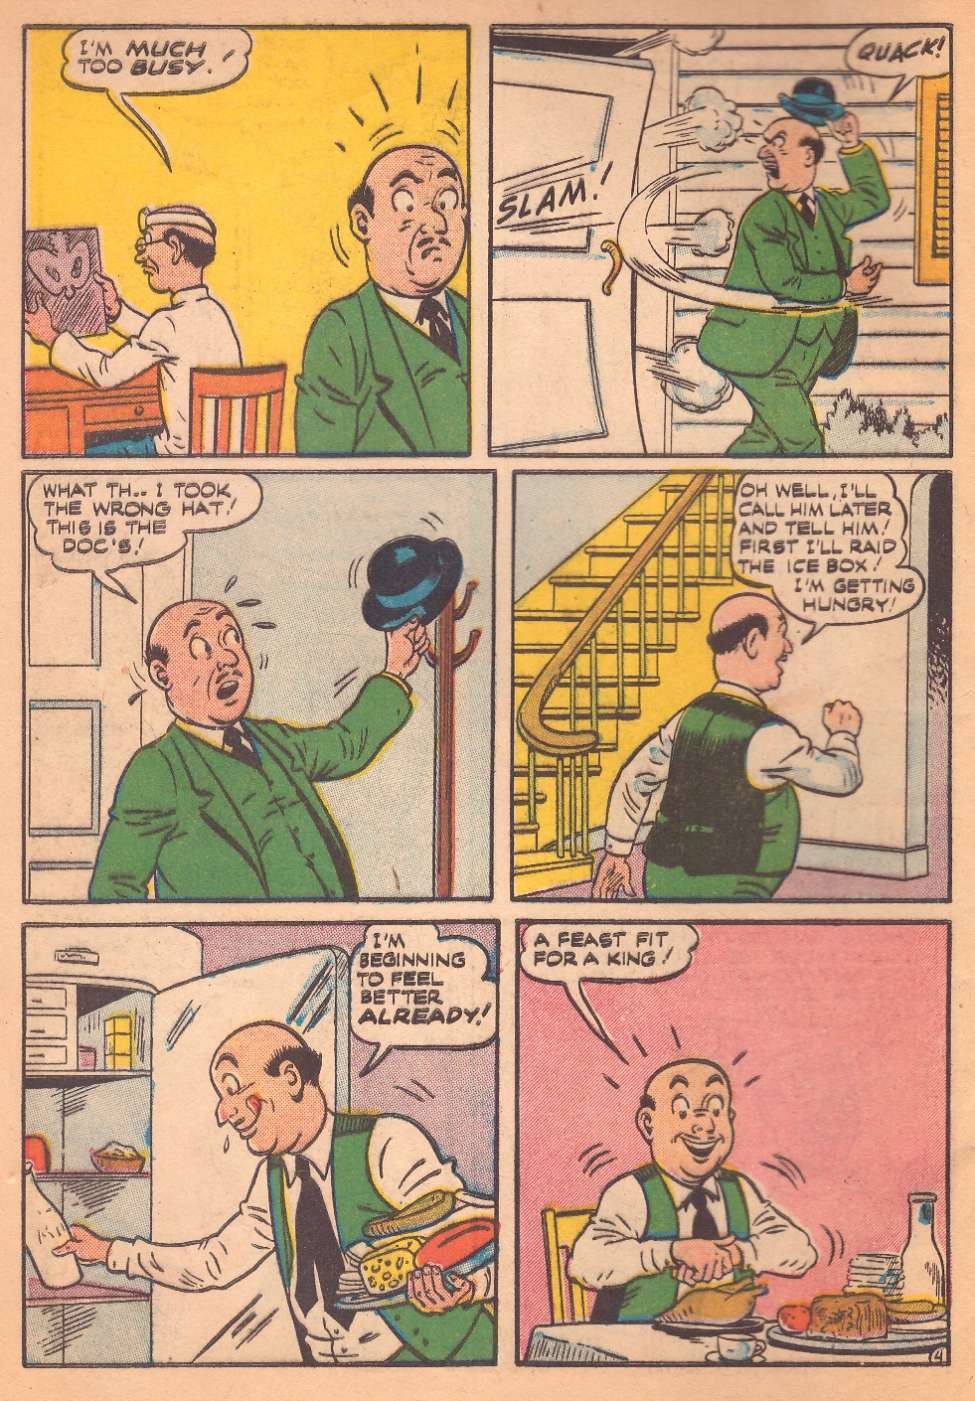 I'M MUCH
TOO BUSY!
SLAM!
QUACK!
WHAT TH.. I TOOK
THE WRONG HAT!
THIS IS THE
DOC'S!
OH WELL, I'LL
CALL HIM LATER
AND TELL HIM!
FIRST I'LL RAID
THE ICE BOX!
I'M GETTING
HUNGRY!
I'M
BEGINNING
TO FEEL
BETTER
ALREADY!
A FEAST FIT
FOR A KING!
4